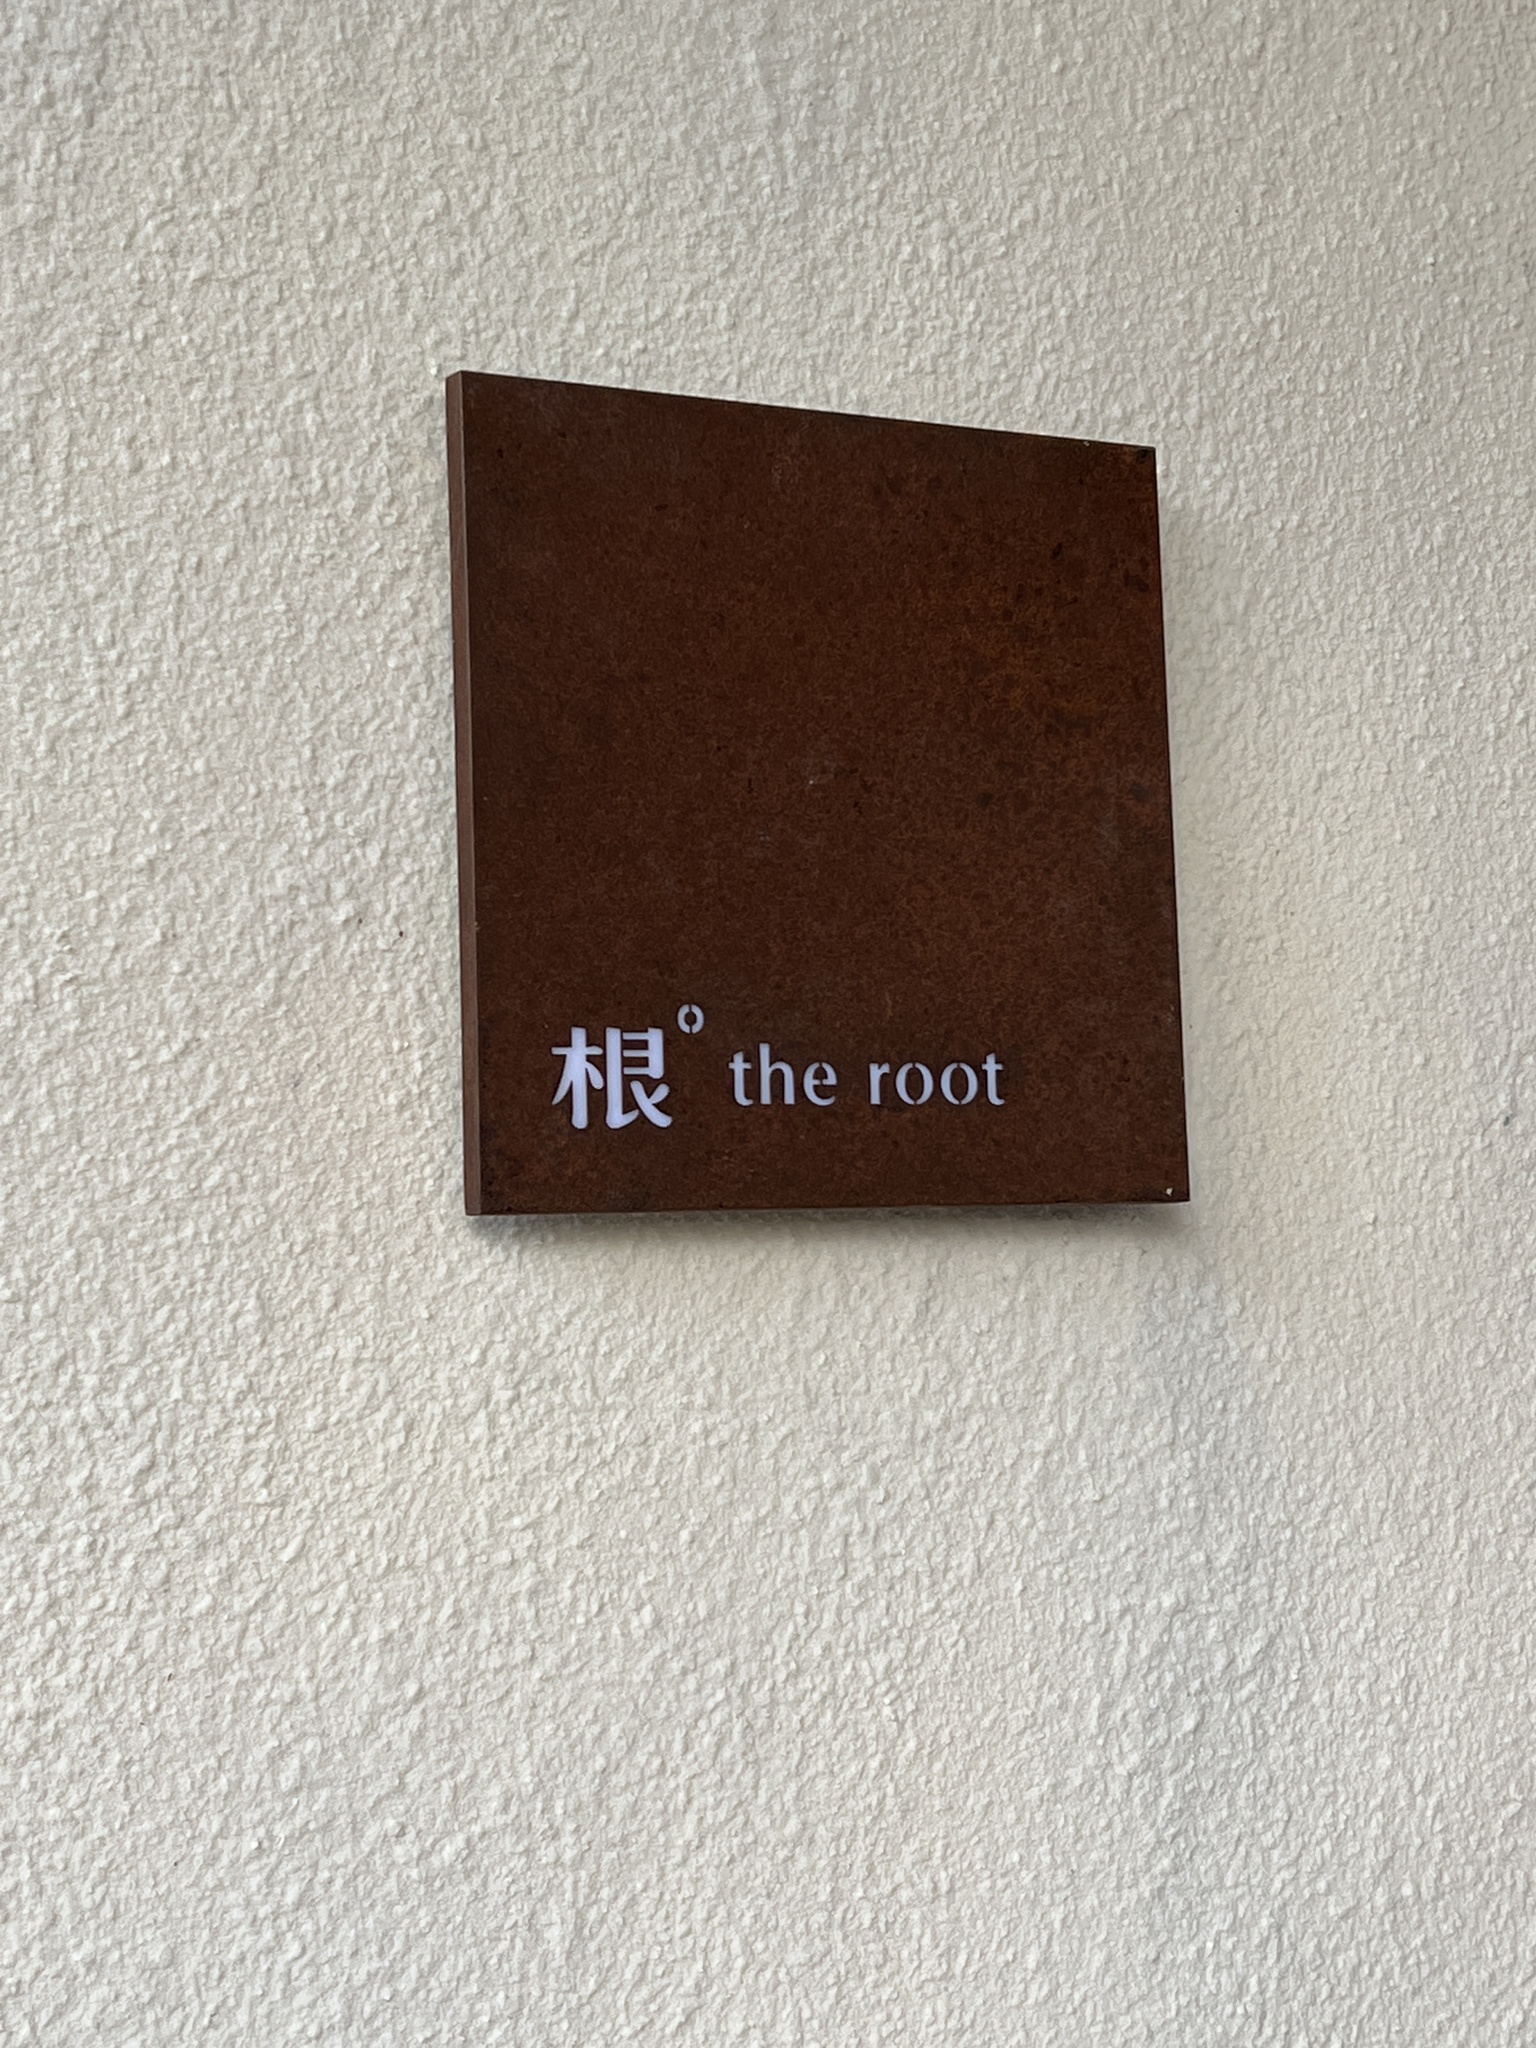 根° the root